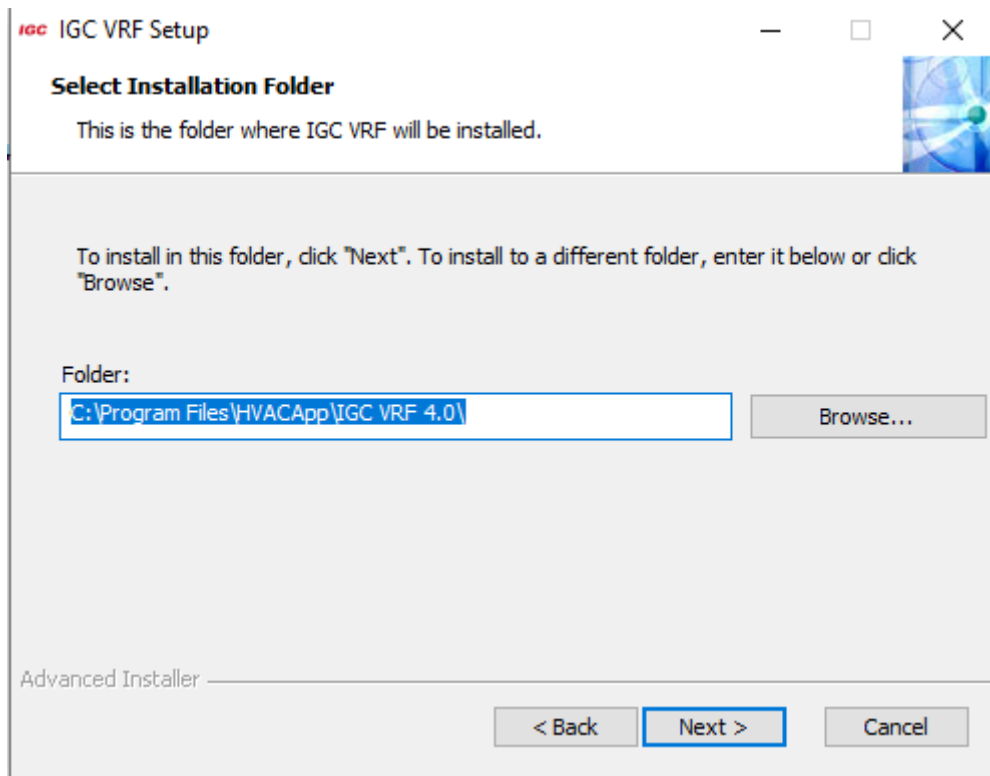 IGC IGC VRF Setup
Select Installation Folder
This is the folder where IGC VRF will be installed.
To install in this folder, click "Next". To install to a different folder, enter it below or click
"Browse".
Folder:
C:\Program Files\HVACApp\IGC VRF 4.0\
Browse...
Advanced Installer
< Back
Next >
Cancel